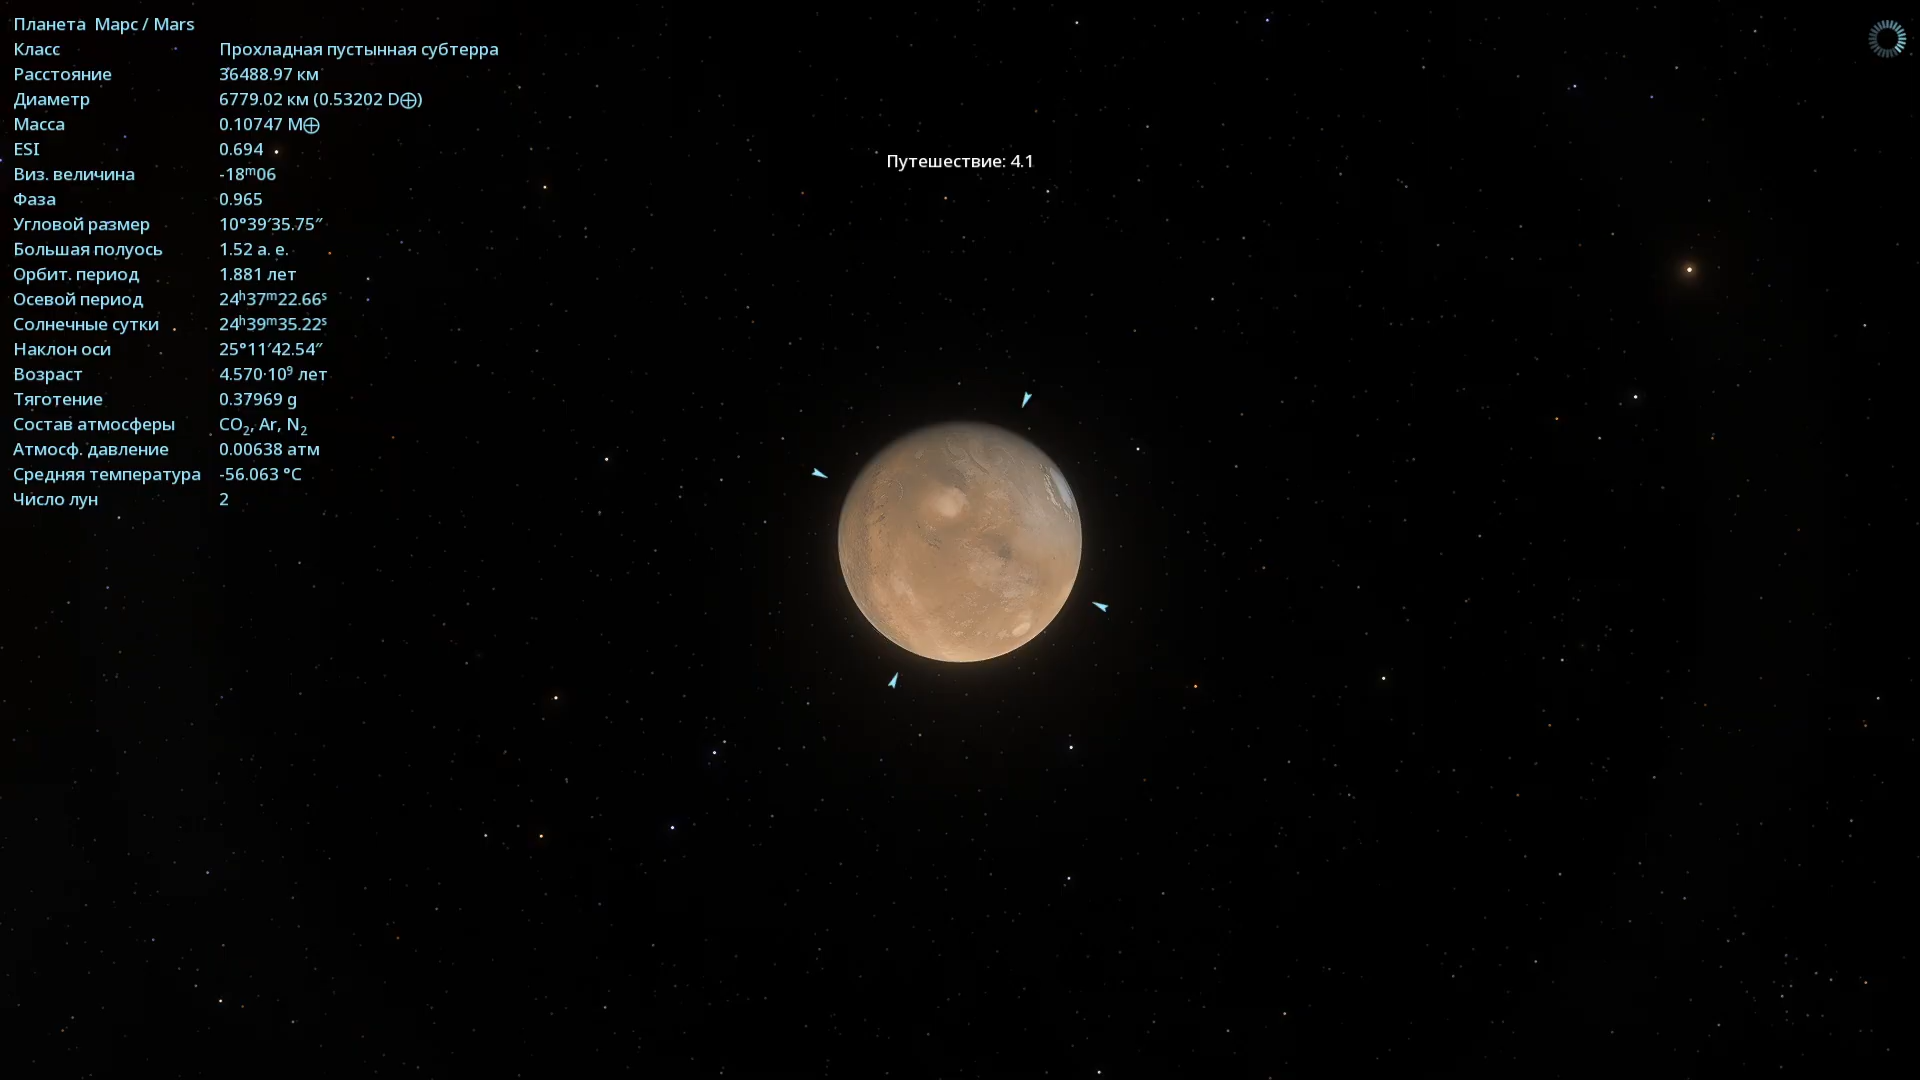 Планета Марс / Mars
Класс Прохладная пустынная субтерра
Расстояние 36488.97 км
Диаметр 6779.02 км (0.53202 D⊕)
Масса 0.10747 M⊕
ESI 0.694
Виз. величина -18ᵐ06
Фаза 0.965
Угловой размер 10°39′35.75″
Большая полуось 1.52 а. е.
Орбит. период 1.881 лет
Осевой период 24ʰ37ᵐ22.66ˢ
Солнечные сутки 24ʰ39ᵐ35.22ˢ
Наклон оси 25°11′42.54″
Возраст 4.570·10⁹ лет
Тяготение 0.37969 g
Состав атмосферы CO₂, Ar, N₂
Атмосф. давление 0.00638 атм
Средняя температура -56.063 °C
Число лун 2
Путешествие: 4.1